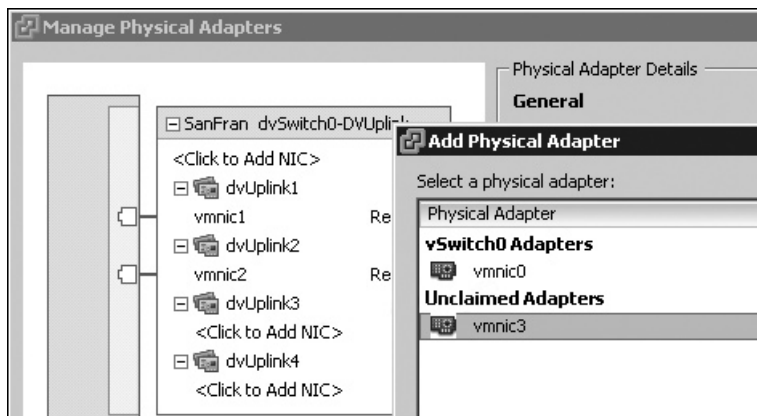 Manage Physical Adapters
Physical Adapter Details
General
SanFran dvSwitch0-DVUplink
<Click to Add NIC>
dvUplink1
vmnic1 Re
dvUplink2
vmnic2 Re
dvUplink3
<Click to Add NIC>
dvUplink4
<Click to Add NIC>
Add Physical Adapter
Select a physical adapter:
Physical Adapter
vSwitch0 Adapters
vmnic0
Unclaimed Adapters
vmnic3